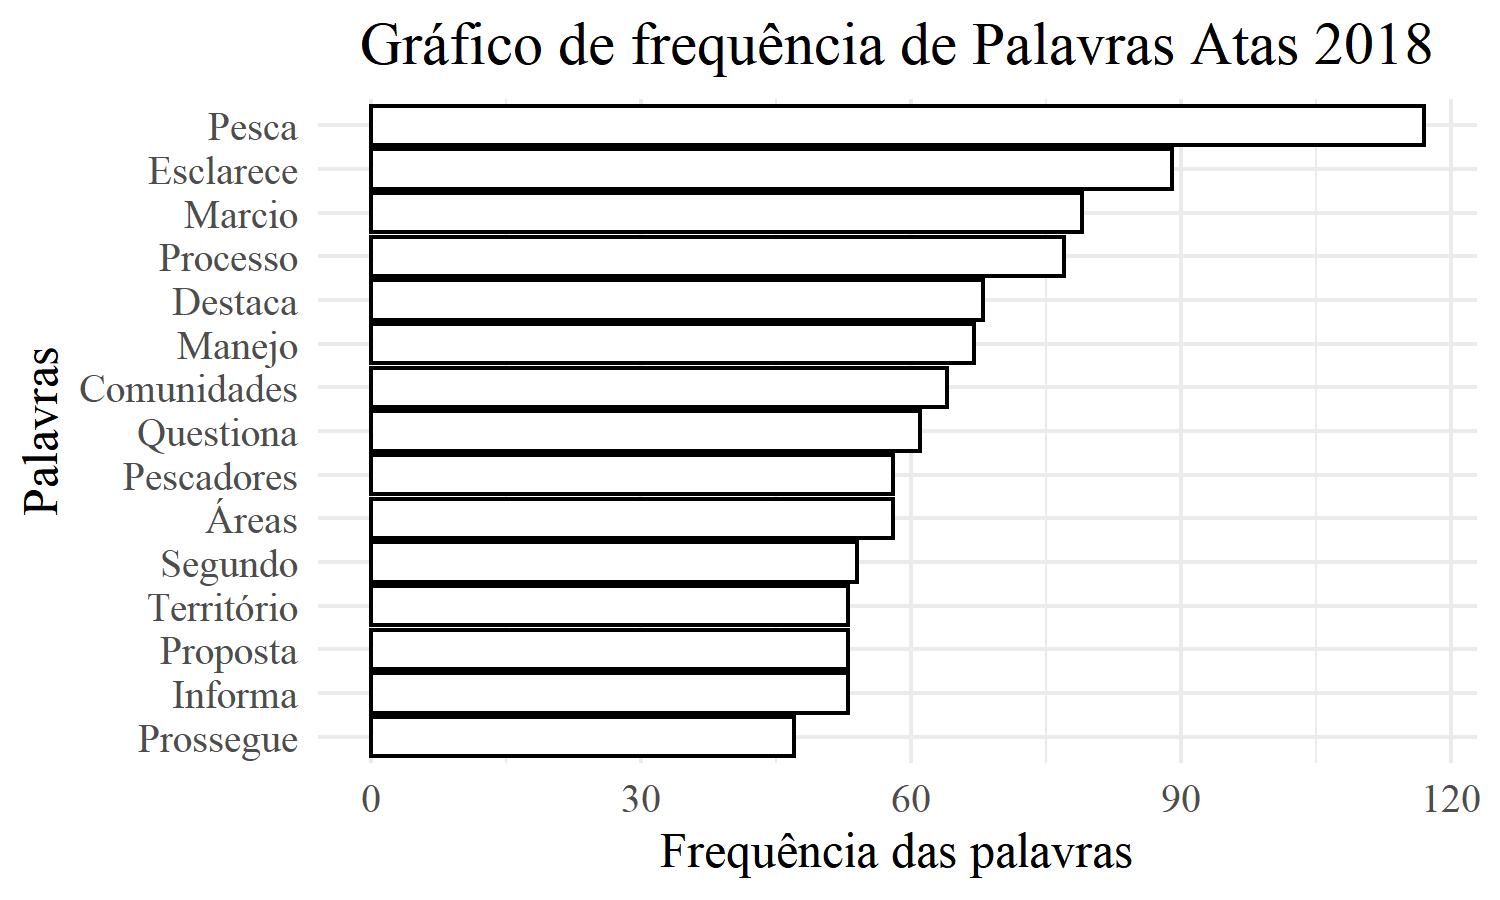 Gráfico de frequência de Palavras Atas 2018
Palavras
Pesca
Esclarece
Marcio
Processo
Destaca
Manejo
Comunidades
Questiona
Pescadores
Áreas
Segundo
Território
Proposta
Informa
Prossegue
0 30 60 90 120
Frequência das palavras